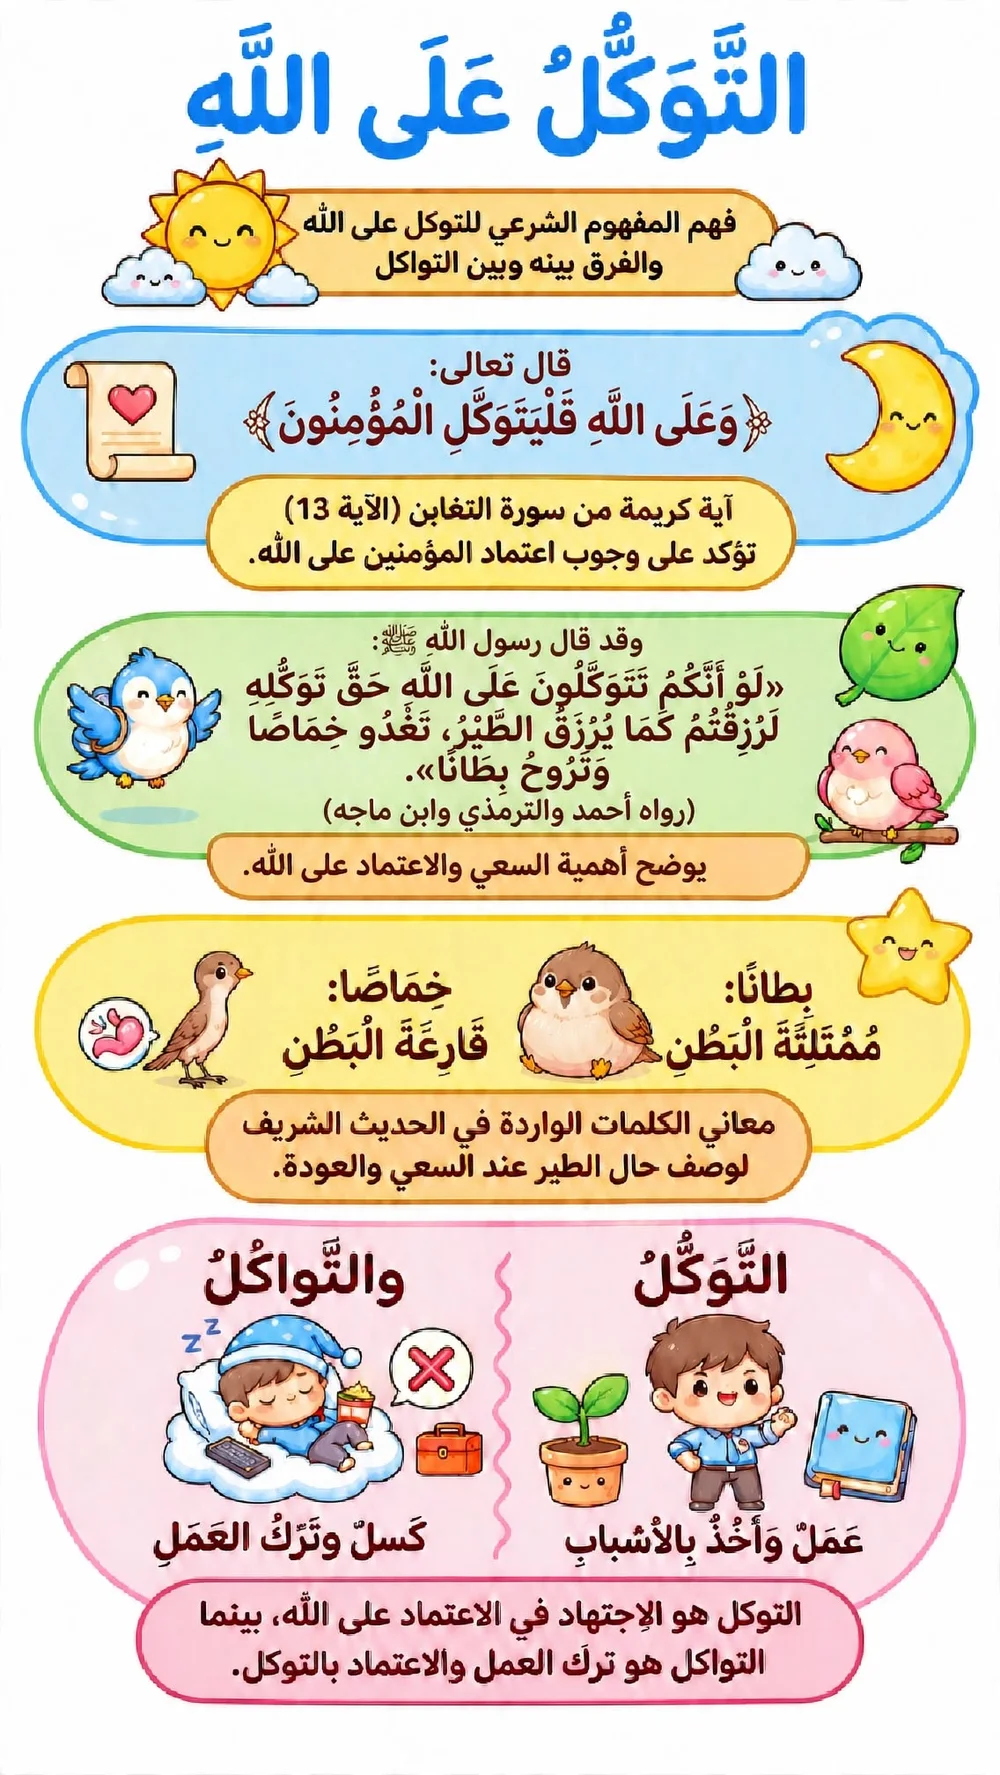 التَّوَكُّلُ عَلَى اللَّهِ
فهم المفهوم الشرعي للتوكل على الله
والفرق بينه وبين التواكل
قال تعالى:
﴿وَعَلَى اللَّهِ قَلْيَتَوَكَّلِ الْمُؤُمِنُونَ﴾
آية كريمة من سورة التغابن (الآية 13)
تؤكد على وجوب اعتماد المؤمنين على الله.
وقد قال رسول الله ﷺ:
«لَوْ أَنَّكُمُ تَتَوَكَّلُونَ عَلَى اللَّهِ حَقَّ تَوَكُّلِهِ
لَرُزِقُتُمُ كَمَا يُرُزَقُ الطَّيْرُ، تَغْدُو خِمَاصًا
وَتَرُوحُ بِطَانًا».
(رواه أحمد والترمذي وابن ماجه)
يوضح أهمية السعي والاعتماد على الله.
بِطانًا:
مُمُتَلِئَةَ الْبَطُنِ
خِمَاصًا:
فَارِغَةَ الُبَطُنِ
معاني الكلمات الواردة في الحديث الشريف
لوصف حال الطير عند السعي والعودة.
التَّوَكُّلُ
عَمَلٌ وَأَخُذٌ بِالأشبابِ
والتَّواكُلُ
كَسلٌ وتَرْكُ العَمَلِ
التوكل هو الإجتهاد في الاعتماد على الله، بينما
التواكل هو ترك العمل والاعتماد بالتوكل.
Z Z Z